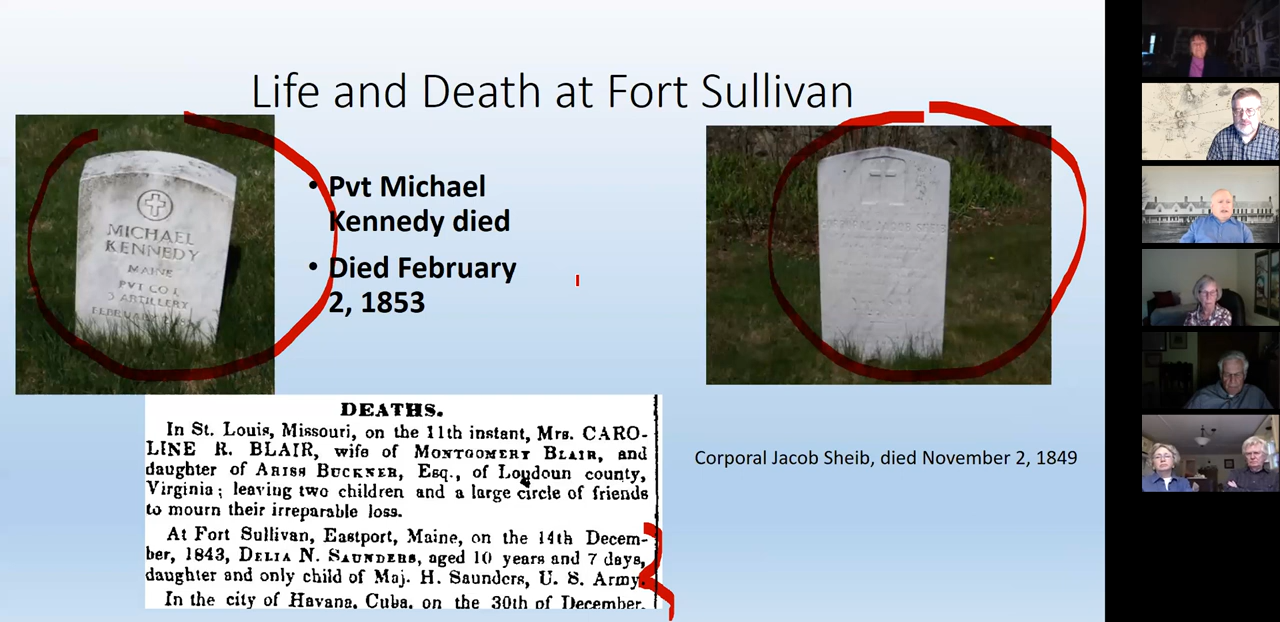 Life and Death at Fort Sullivan
MICHAEL
KENNEDY
MAINE
PVT CO L
3 ARTILLERY
• Pvt Michael
Kennedy died
• Died February
2, 1853
JACOB SHEIB
DEATHS.
In St. Louis, Missouri, on the 11th instant, Mrs. CARO-
LINE R. BLAIR, wife of MONTGOMERY BLAIR, and
daughter of ARISS BUCKNER, Esq., of Loudoun county,
Virginia; leaving two children and a large circle of friends
to mourn their irreparable loss.
At Fort Sullivan, Eastport, Maine, on the 14th Decem-
ber, 1843, DELIA N. SAUNDERS, aged 10 years and 7 days,
daughter and only child of Maj. H. Saunders, U. S. Army.
In the city of Havana, Cuba, on the 30th of December,
Corporal Jacob Sheib, died November 2, 1849